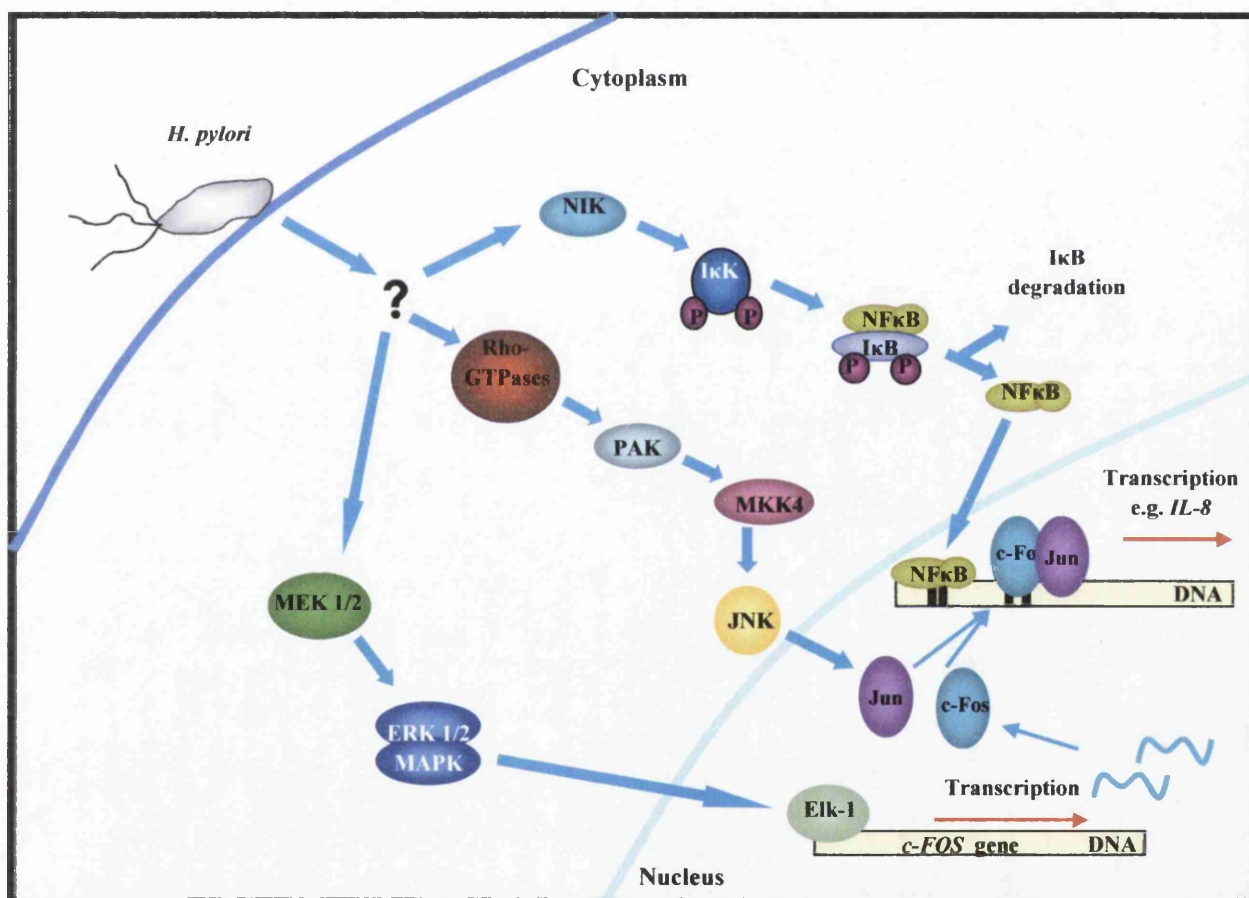 Cytoplasm
H. pylori
NIK
IκK
P P
IκB
degradation
?
NFκB
IκB
P P
Rho-
GTPases
NFκB
PAK
MKK4
Transcription
e.g. IL-8
c-Fo Jun
NFκB
DNA
MEK 1/2
JNK
Jun
c-Fos
ERK 1/2
MAPK
Transcription
Elk-1
c-FOS gene DNA
Nucleus